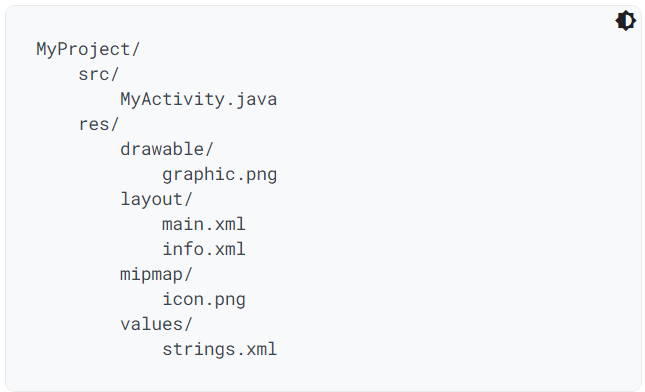 MyProject/
    src/
        MyActivity.java
    res/
        drawable/
            graphic.png
        layout/
            main.xml
            info.xml
        mipmap/
            icon.png
        values/
            strings.xml